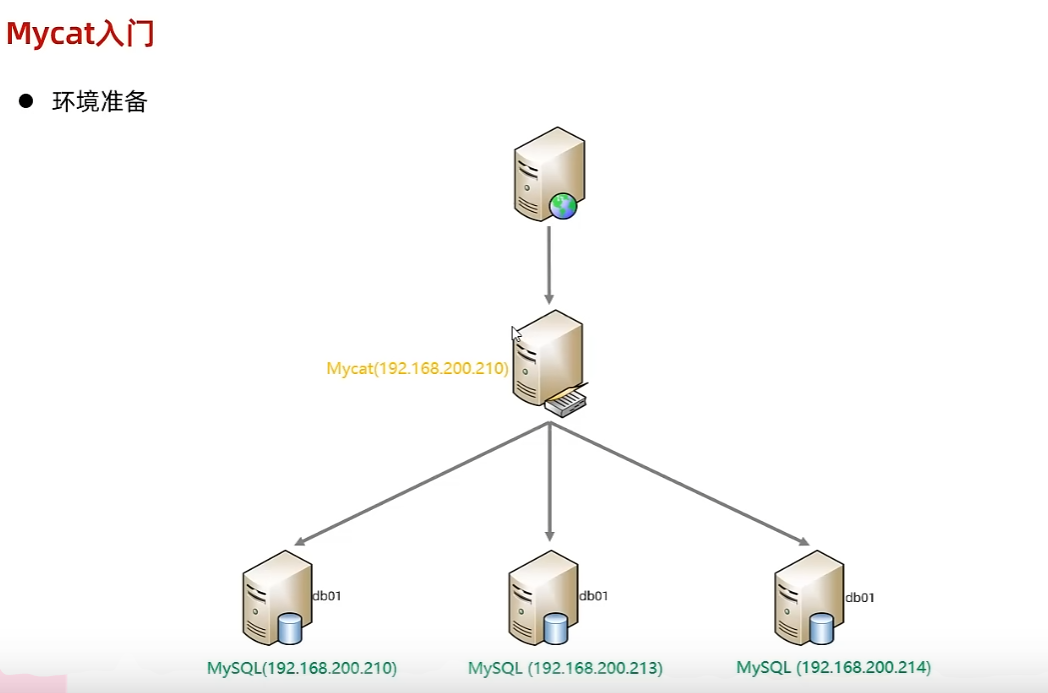 Mycat入门
● 环境准备
Mycat(192.168.200.210)
db01
db01
db01
MySQL(192.168.200.210)
MySQL (192.168.200.213)
MySQL (192.168.200.214)